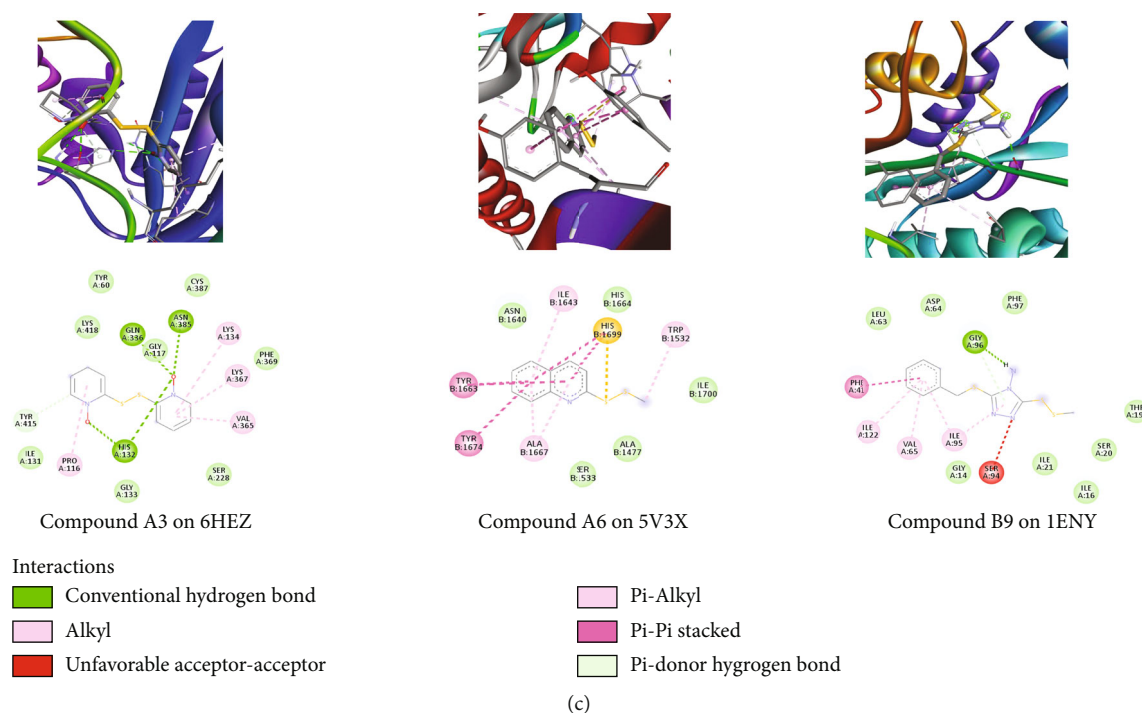 TYR
A:60
CYS
A:387
LYS
A:418
GLN
A:336
ASN
A:385
GLY
A:117
LYS
A:134
PHE
A:369
LYS
A:367
TYR
A:415
VAL
A:365
ILE
A:131
PRO
A:116
HIS
A:132
SER
A:228
GLY
A:133
Compound A3 on 6HEZ
ILE
B:1643
HIS
B:1664
ASN
B:1640
HIS
B:1699
TRP
B:1532
TYR
B:1663
ILE
B:1700
TYR
B:1674
ALA
B:1667
ALA
B:1477
Compound A6 on 5V3X
ASP
A:64
PHE
A:97
LEU
A:63
GLY
A:96
H
A:41
ILE
A:122
VAL
A:65
ILE
A:95
SER
A:20
GLY
A:14
SER
A:94
ILE
A:21
ILE
A:16
Compound B9 on 1ENY
Interactions
Conventional hydrogen bond
Alkyl
Unfavorable acceptor-acceptor
Pi-Alkyl
Pi-Pi stacked
Pi-donor hygrogen bond
(c)